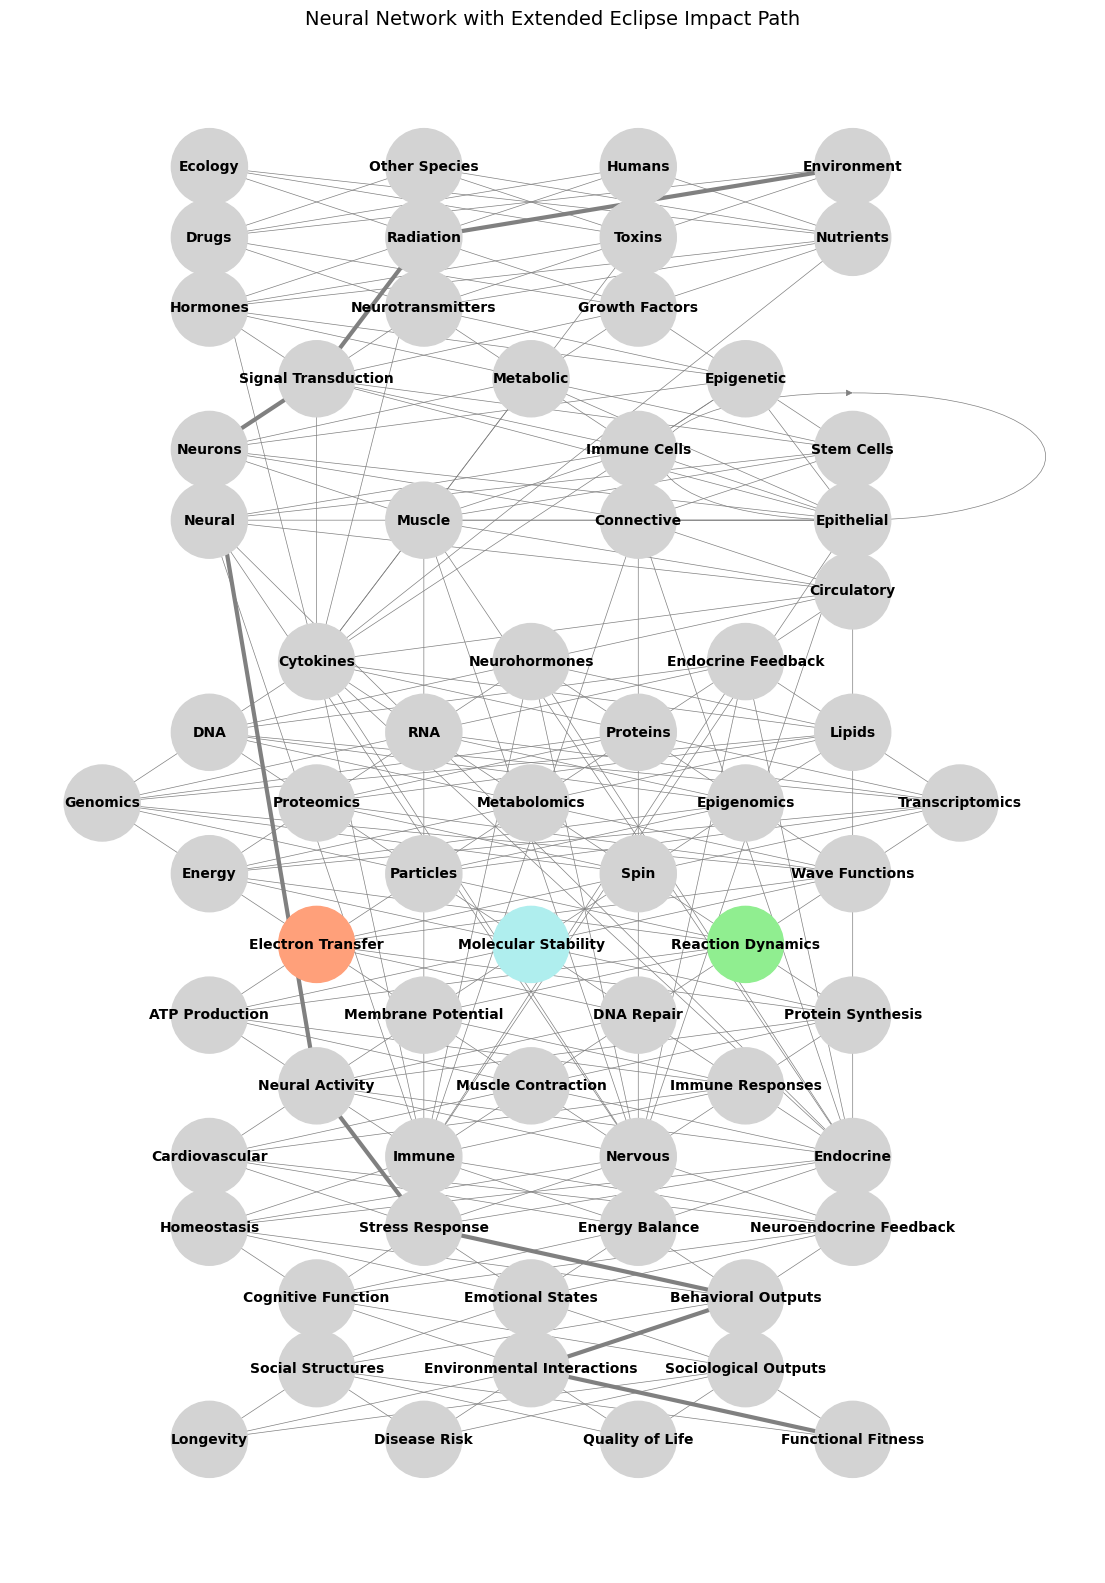 Neural Network with Extended Eclipse Impact Path
Ecology Other Species Humans Environment
Drugs Radiation Toxins Nutrients
Hormones Neurotransmitters Growth Factors
Signal Transduction Metabolic Epigenetic
Neurons Immune Cells Stem Cells
Neural Muscle Connective Epithelial
Circulatory
Cytokines Neurohormones Endocrine Feedback
DNA RNA Proteins Lipids
Genomics Proteomics Metabolomics Epigenomics Transcriptomics
Energy Particles Spin Wave Functions
Electron Transfer Molecular Stability Reaction Dynamics
ATP Production Membrane Potential DNA Repair Protein Synthesis
Neural Activity Muscle Contraction Immune Responses
Cardiovascular Immune Nervous Endocrine
Homeostasis Stress Response Energy Balance Neuroendocrine Feedback
Cognitive Function Emotional States Behavioral Outputs
Social Structures Environmental Interactions Sociological Outputs
Longevity Disease Risk Quality of Life Functional Fitness